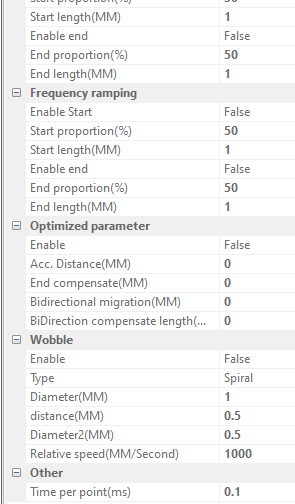 Start proportion(%) 50
Start length(MM) 1
Enable end False
End proportion(%) 50
End length(MM) 1
Frequency ramping
Enable Start False
Start proportion(%) 50
Start length(MM) 1
Enable end False
End proportion(%) 50
End length(MM) 1
Optimized parameter
Enable False
Acc. Distance(MM) 0
End compensate(MM) 0
Bidirectional migration(MM) 0
BiDirection compensate length(... 0
Wobble
Enable False
Type Spiral
Diameter(MM) 1
distance(MM) 0.5
Diameter2(MM) 0.5
Relative speed(MM/Second) 1000
Other
Time per point(ms) 0.1